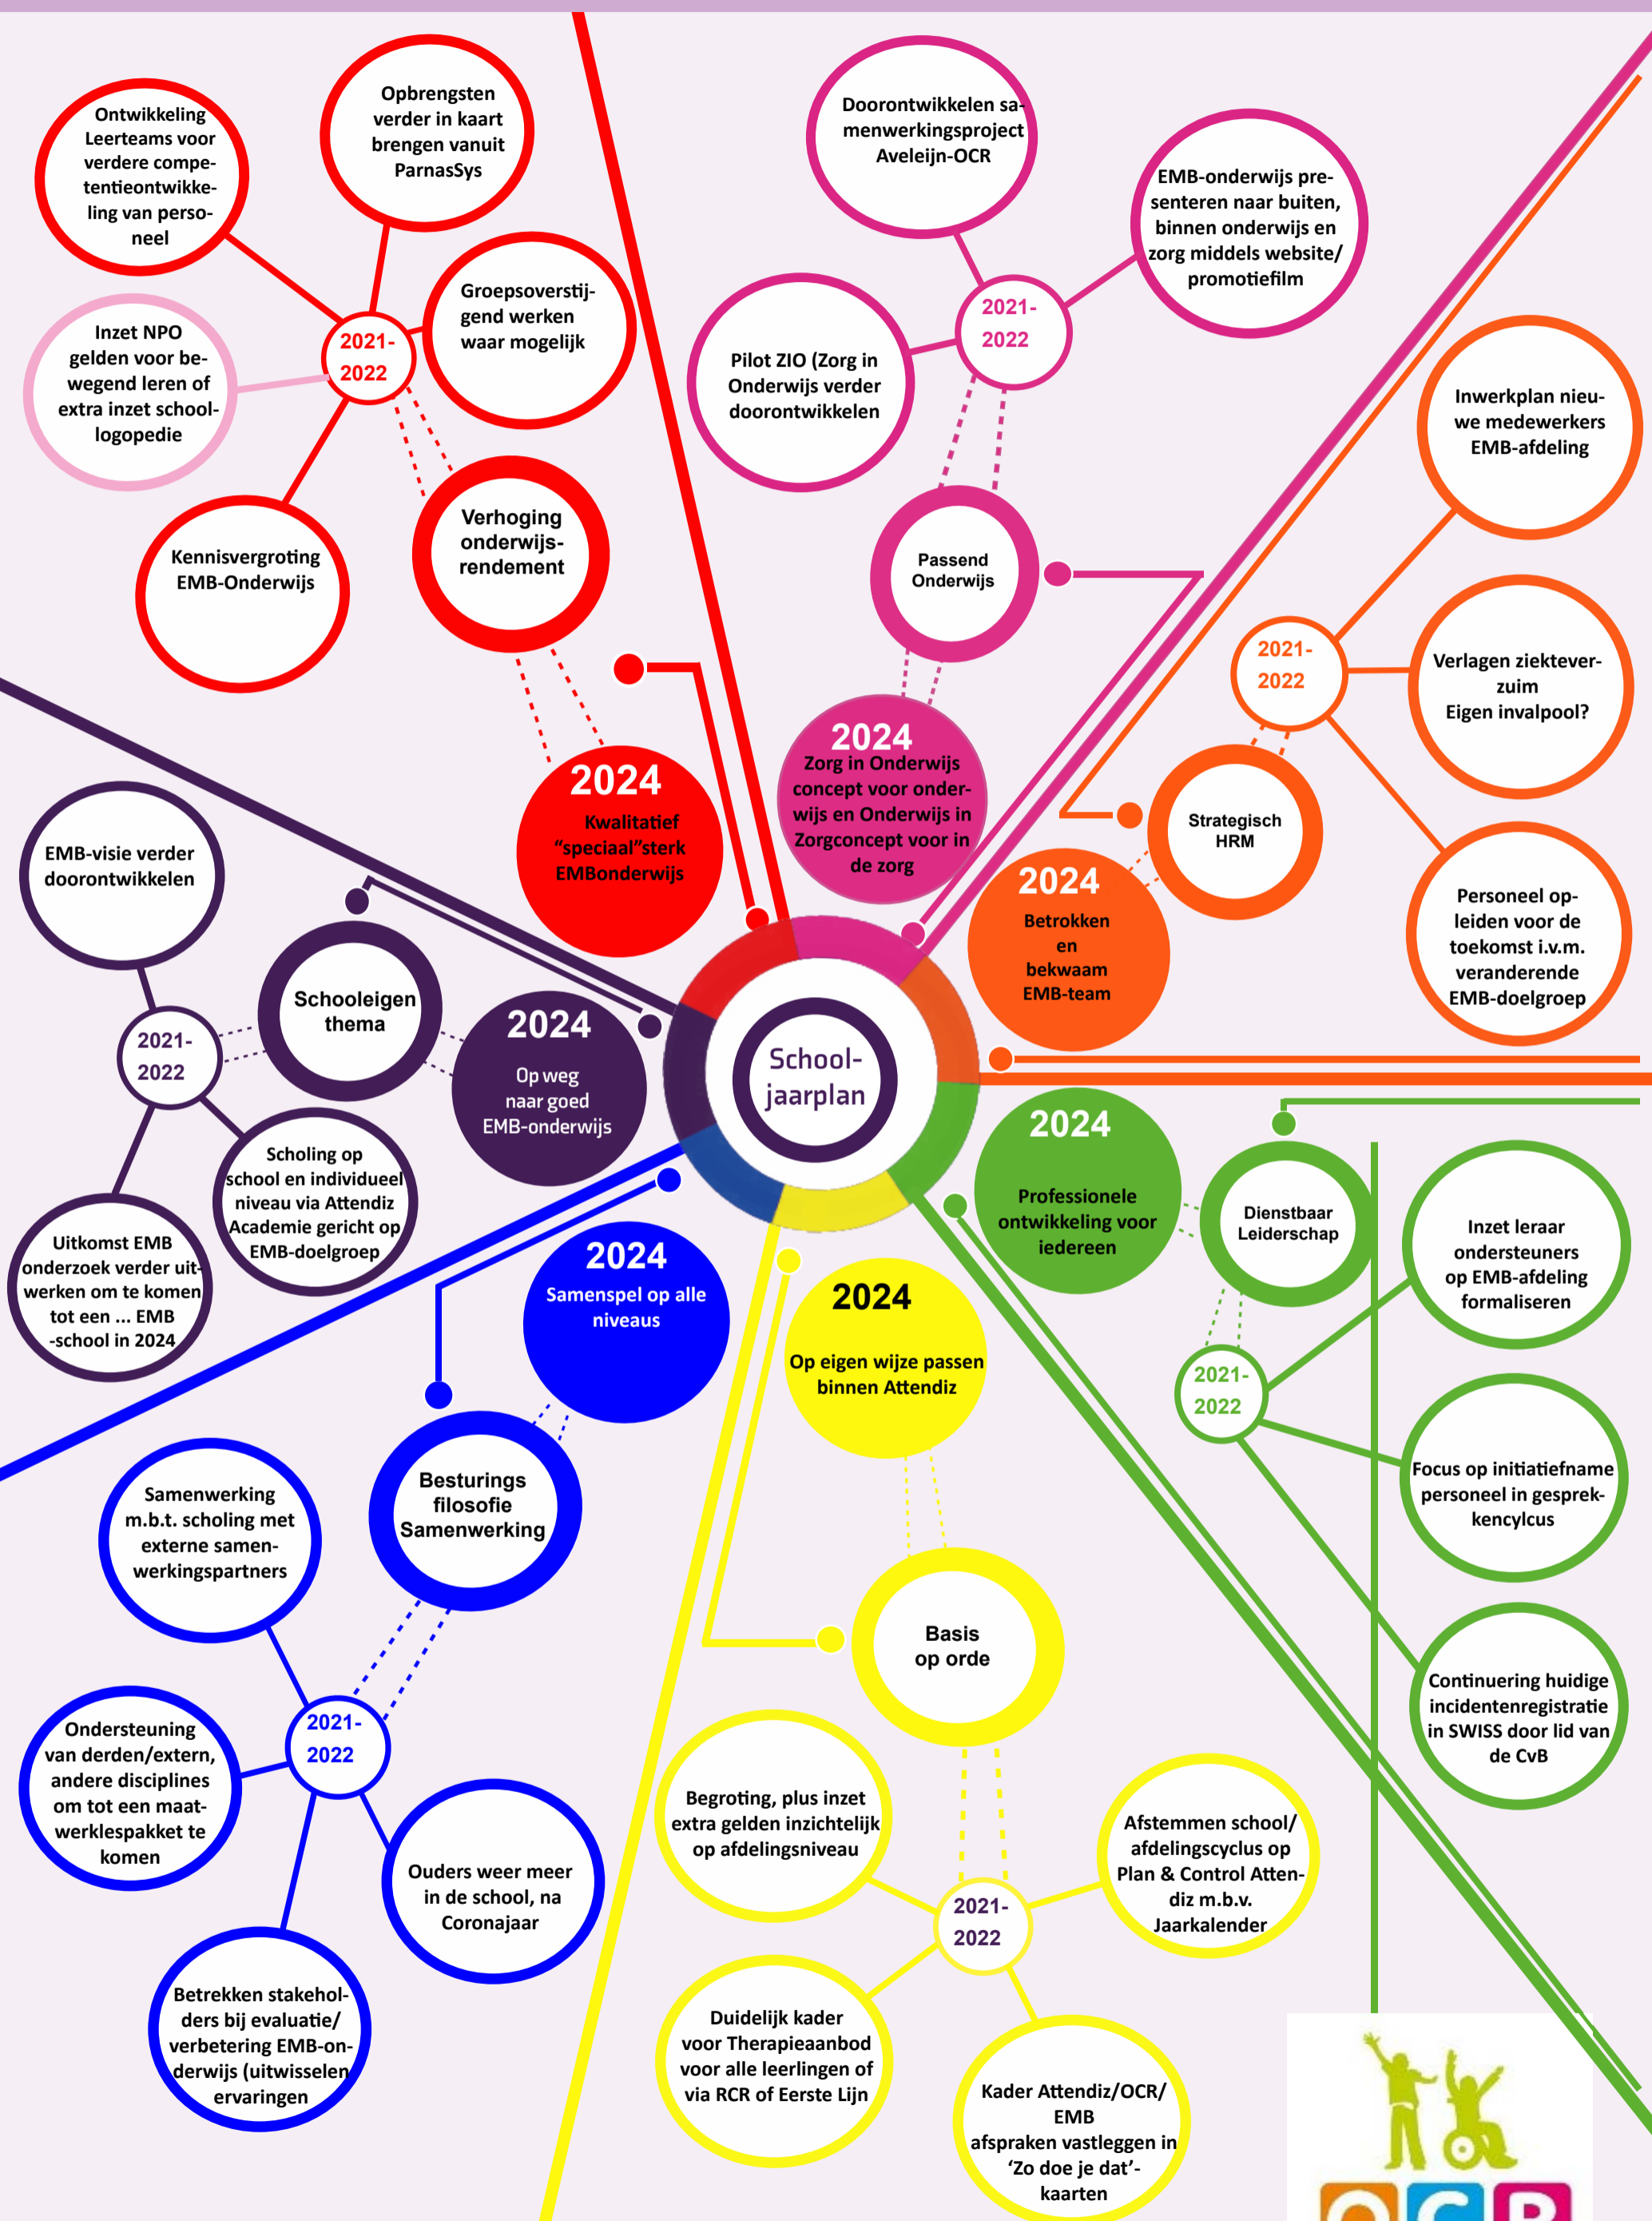 Ontwikkeling
Leerteams voor
verdere compe-
tentieontwikke-
ling van perso-
neel
Opbrengsten
verder in kaart
brengen vanuit
ParnasSys
Groepsoverstij-
gend werken
waar mogelijk
Inzet NPO
gelden voor be-
wegend leren of
extra inzet school-
logopedie
2021-
2022
Kennisvergroting
EMB-Onderwijs
Verhoging
onderwijs-
rendement
2024
Kwalitatief
“speciaal”sterk
EMBonderwijs
Doorontwikkelen sa-
menwerkingsproject
Aveleijn-OCR
EMB-onderwijs pre-
senteren naar buiten,
binnen onderwijs en
zorg middels website/
promotiefilm
2021-
2022
Pilot ZIO (Zorg in
Onderwijs verder
doorontwikkelen
Passend
Onderwijs
2024
Zorg in Onderwijs
concept voor onder-
wijs en Onderwijs in
Zorgconcept voor in
de zorg
Inwerkplan nieu-
we medewerkers
EMB-afdeling
2021-
2022
Verlagen ziektever-
zuim
Eigen invalpool?
Strategisch
HRM
Personeel op-
leiden voor de
toekomst i.v.m.
veranderende
EMB-doelgroep
2024
Betrokken
en
bekwaam
EMB-team
EMB-visie verder
doorontwikkelen
Schooleigen
thema
2021-
2022
2024
Op weg
naar goed
EMB-onderwijs
Scholing op
school en individueel
niveau via Attendiz
Academie gericht op
EMB-doelgroep
Uitkomst EMB
onderzoek verder uit-
werken om te komen
tot een ... EMB
-school in 2024
School-
jaarplan
2024
Professionele
ontwikkeling voor
iedereen
Dienstbaar
Leiderschap
Inzet leraar
ondersteuners
op EMB-afdeling
formaliseren
2021-
2022
Focus op initiatiefname
personeel in gesprek-
kencylcus
Continuering huidige
incidentenregistratie
in SWISS door lid van
de CvB
2024
Samenspel op alle
niveaus
Besturings
filosofie
Samenwerking
Samenwerking
m.b.t. scholing met
externe samen-
werkingspartners
2021-
2022
Ondersteuning
van derden/extern,
andere disciplines
om tot een maat-
werklespakket te
komen
Ouders weer meer
in de school, na
Coronajaar
Betrekken stakehol-
ders bij evaluatie/
verbetering EMB-on-
derwijs (uitwisselen
ervaringen
2024
Op eigen wijze passen
binnen Attendiz
Basis
op orde
Begroting, plus inzet
extra gelden inzichtelijk
op afdelingsniveau
Afstemmen school/
afdelingscyclus op
Plan & Control Atten-
diz m.b.v.
Jaarkalender
2021-
2022
Duidelijk kader
voor Therapieaanbod
voor alle leerlingen of
via RCR of Eerste Lijn
Kader Attendiz/OCR/
EMB
afspraken vastleggen in
‘Zo doe je dat’-
kaarten
OCR